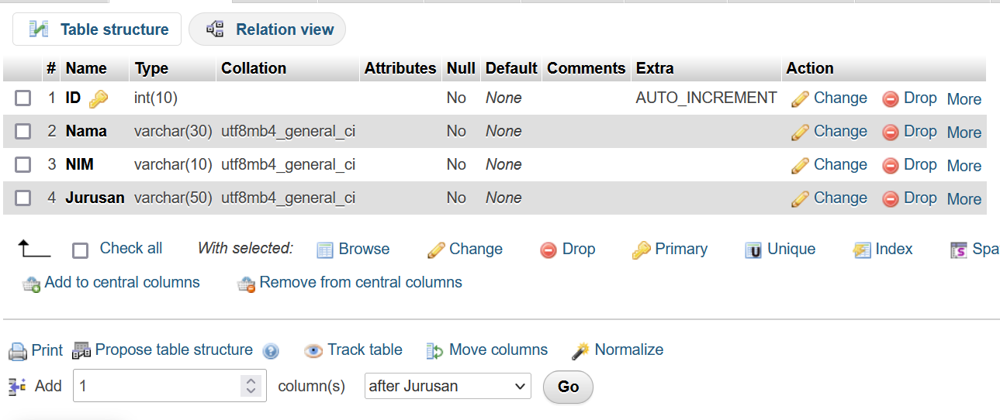 Table structure Relation view
# Name Type Collation Attributes Null Default Comments Extra Action
1 ID int(10) No None AUTO_INCREMENT Change Drop More
2 Nama varchar(30) utf8mb4_general_ci No None Change Drop More
3 NIM varchar(10) utf8mb4_general_ci No None Change Drop More
4 Jurusan varchar(50) utf8mb4_general_ci No None Change Drop More
Check all With selected: Browse Change Drop Primary Unique Index Spa
Add to central columns Remove from central columns
Print Propose table structure Track table Move columns Normalize
Add 1 column(s) after Jurusan Go